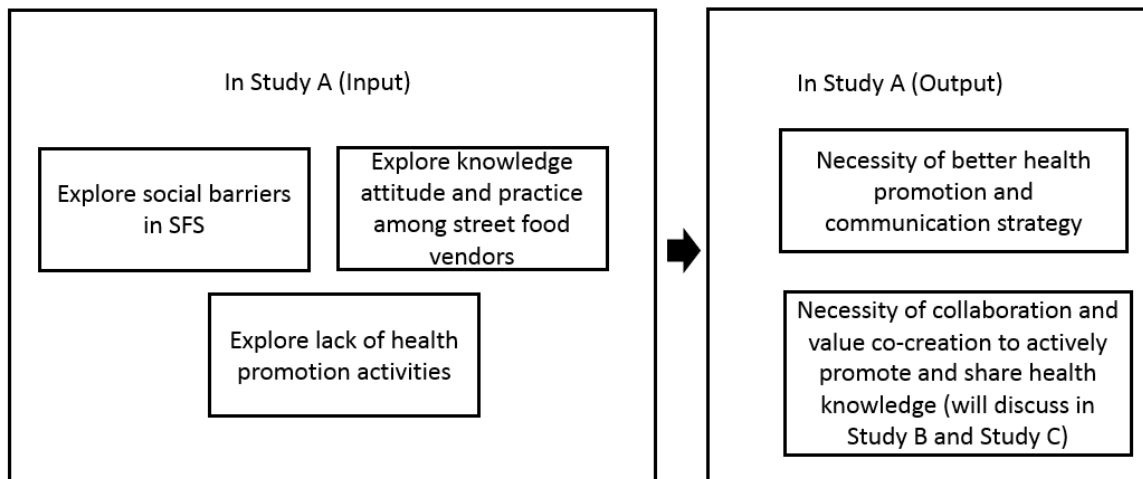 In Study A (Input)
Explore social barriers
in SFS
Explore knowledge
attitude and practice
among street food
vendors
Explore lack of health
promotion activities
In Study A (Output)
Necessity of better health
promotion and
communication strategy
Necessity of collaboration and
value co-creation to actively
promote and share health
knowledge (will discuss in
Study B and Study C)